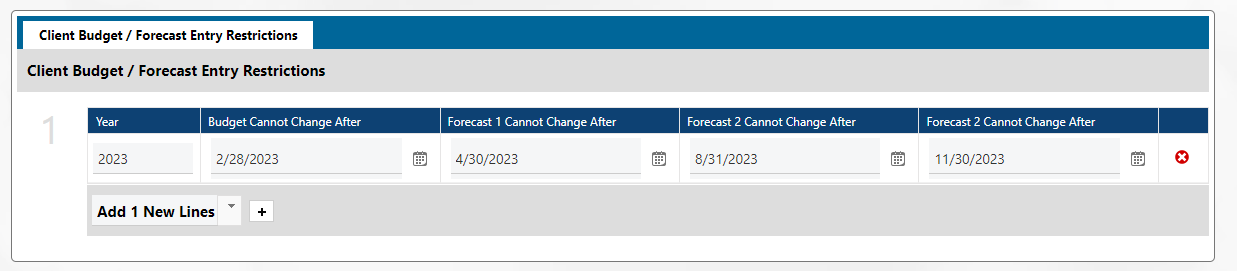 Client Budget / Forecast Entry Restrictions
Client Budget / Forecast Entry Restrictions
1
Year Budget Cannot Change After Forecast 1 Cannot Change After Forecast 2 Cannot Change After Forecast 2 Cannot Change After
2023 2/28/2023 4/30/2023 8/31/2023 11/30/2023
Add 1 New Lines +